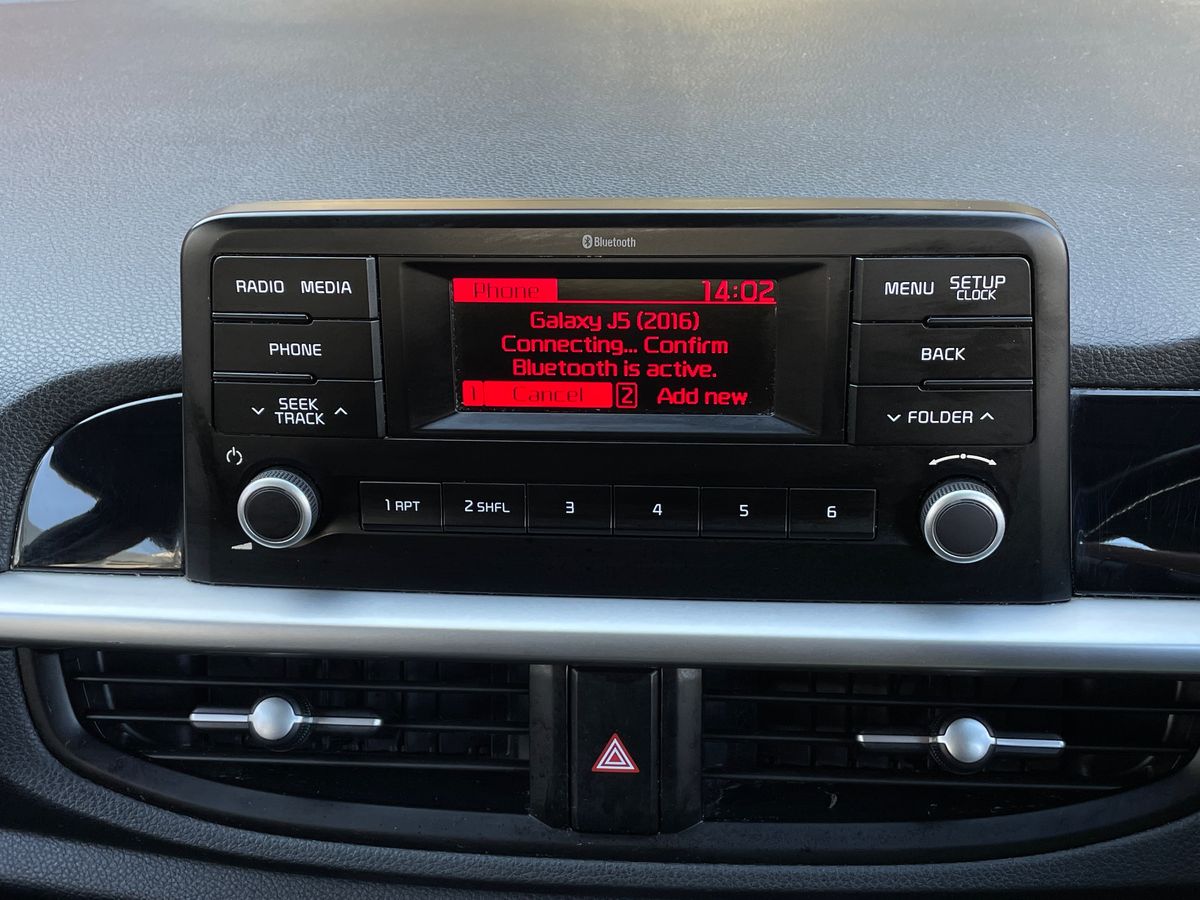 Bluetooth
RADIO MEDIA
PHONE
SEEK
TRACK
Phone 14:02
Galaxy J5 (2016)
Connecting... Confirm
Bluetooth is active.
1 Cancel 2 Add new
MENU SETUP
CLOCK
BACK
FOLDER
1 RPT
2 SHFL
3
4
5
6